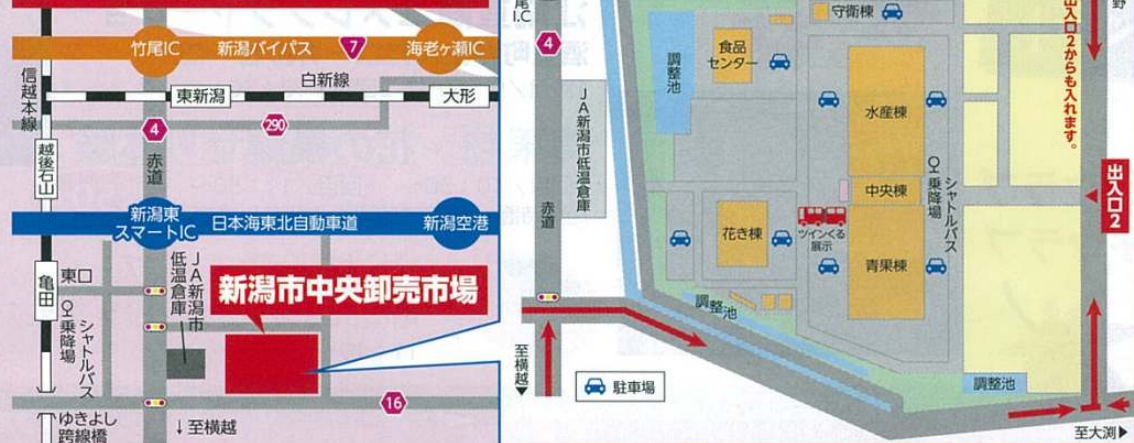 竹尾IC
新潟バイパス
7
海老ヶ瀬IC
信越本線
白新線
東新潟
大形
4
290
越後石山
赤道
新潟東
スマートIC
日本海東北自動車道
新潟空港
亀田
東口
シャトルバス
乗降場
JA新潟市
低温倉庫
新潟市中央卸売市場
16
ゆきよし
跨線橋
↓至横越
尾
I.C
4
JA新潟市低温倉庫
赤道
至横越▼
調整池
食品
センター
守衛棟
水産棟
中央棟
シャトルバス
乗降場
花き棟
ツインくる
展示
青果棟
調整池
調整池
駐車場
出入口2からも入れます。
野
出入口2
至大渕▶